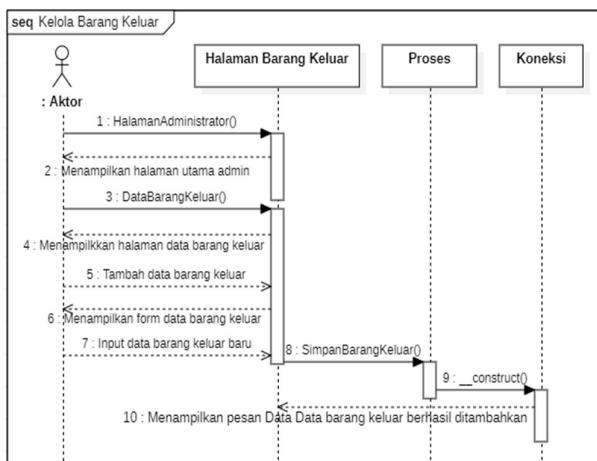 seq Kelola Barang Keluar
Halaman Barang Keluar
Proses
Koneksi
: Aktor
1 : HalamanAdministrator()
2 : Menampilkan halaman utama admin
3 : DataBarangKeluar()
4 : Menampilkkan halaman data barang keluar
5 : Tambah data barang keluar
6 : Menampilkan form data barang keluar
7 : Input data barang keluar baru
8 : SimpanBarangKeluar()
9 : __construct()
10 : Menampilkan pesan Data Data barang keluar berhasil ditambahkan